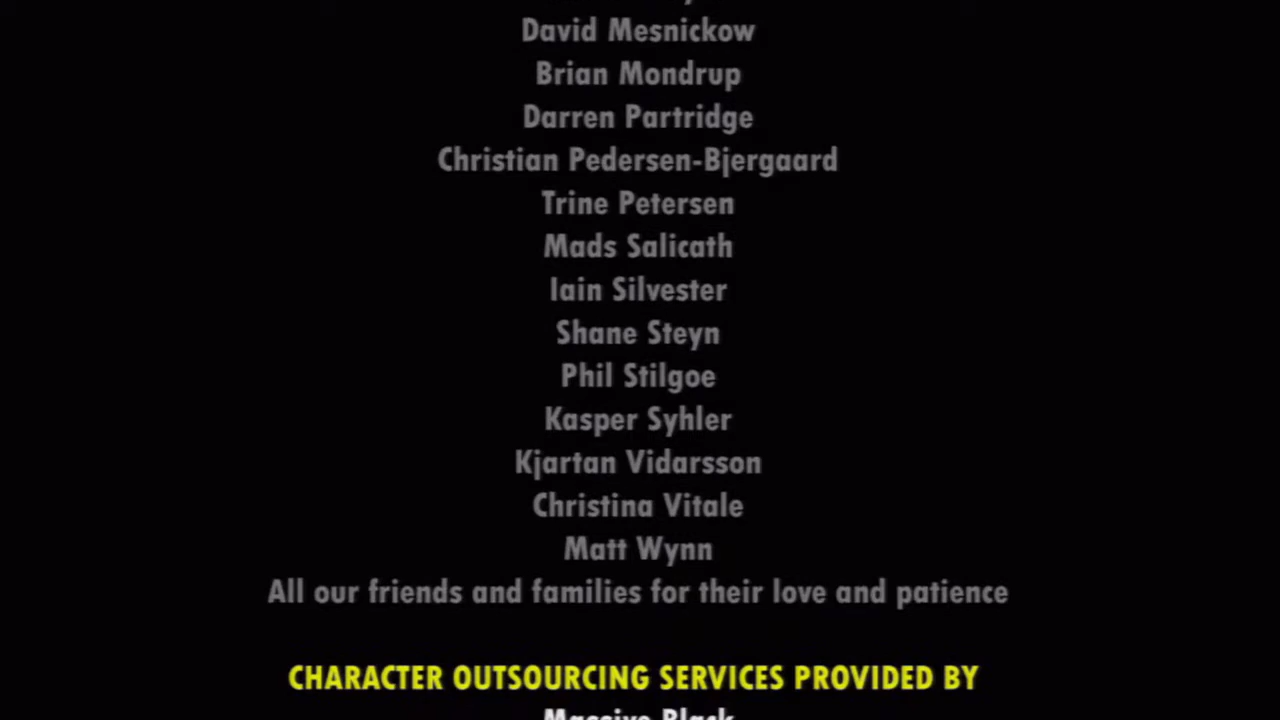 David Mesnickow
Brian Mondrup
Darren Partridge
Christian Pedersen-Bjergaard
Trine Petersen
Mads Salicath
Iain Silvester
Shane Steyn
Phil Stilgoe
Kasper Syhler
Kjartan Vidarsson
Christina Vitale
Matt Wynn
All our friends and families for their love and patience
CHARACTER OUTSOURCING SERVICES PROVIDED BY
Massive Black